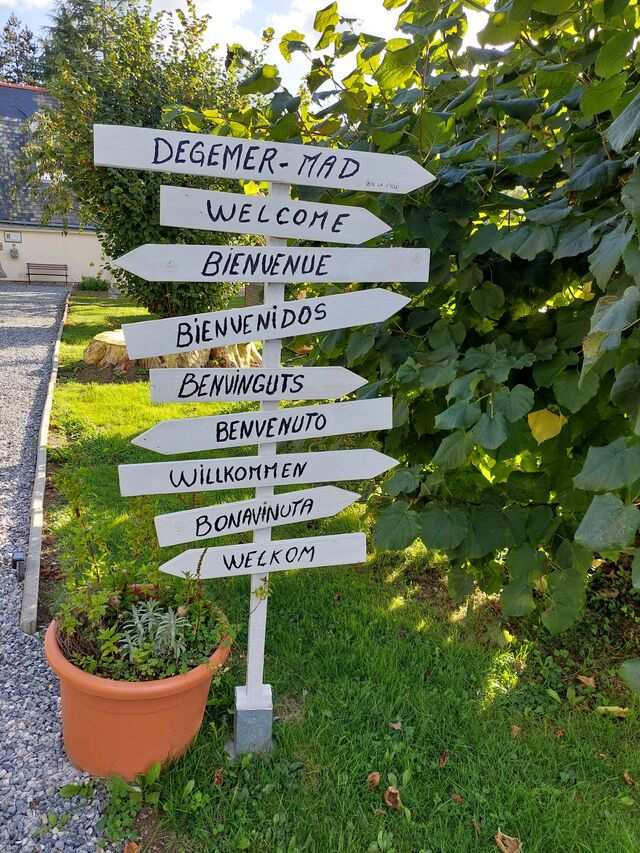 DEGEMER-MAD
WELCOME
BIENVENUE
BIENVENIDOS
BENVINGUTS
BENVENUTO
WILLKOMMEN
BONAVINUTA
WELKOM